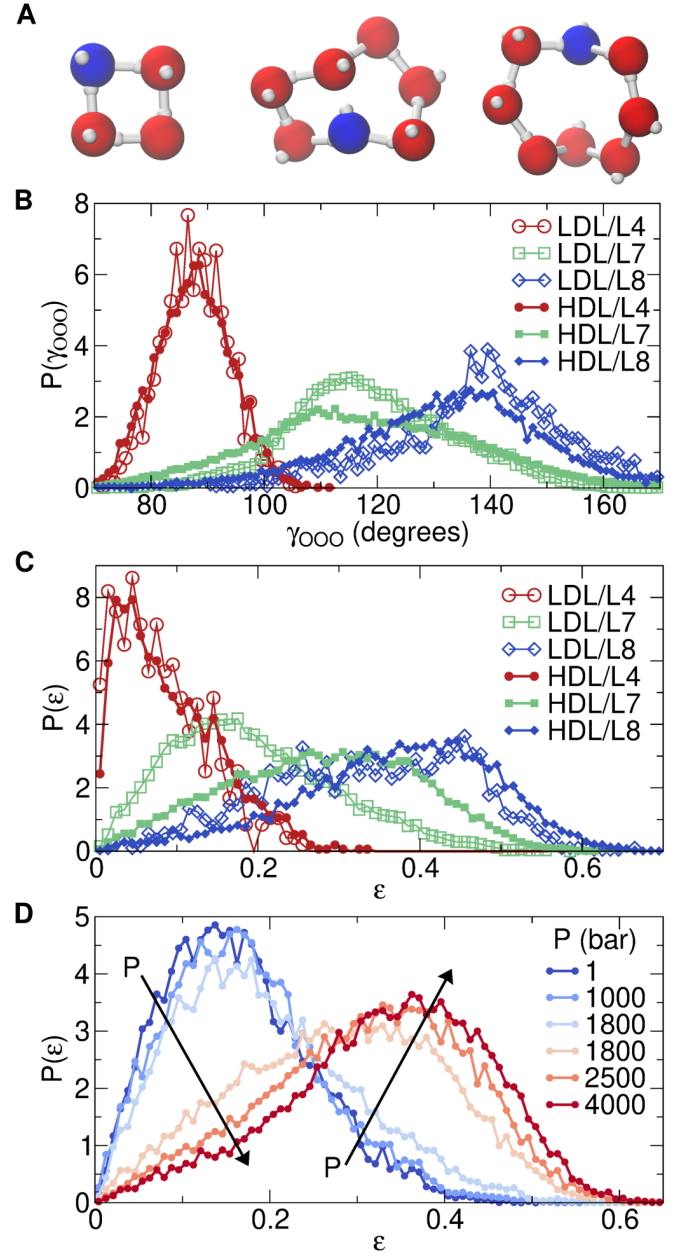 A
B
8
6
4
2
0
P(γOOO)
LDL/L4
LDL/L7
LDL/L8
HDL/L4
HDL/L7
HDL/L8
80 100 120 140 160
γOOO (degrees)
C
8
6
4
2
0
P(ε)
LDL/L4
LDL/L7
LDL/L8
HDL/L4
HDL/L7
HDL/L8
0 0.2 0.4 0.6
ε
D
5
4
3
2
1
0
P(ε)
P
P
P (bar)
1
1000
1800
1800
2500
4000
0 0.2 0.4 0.6
ε